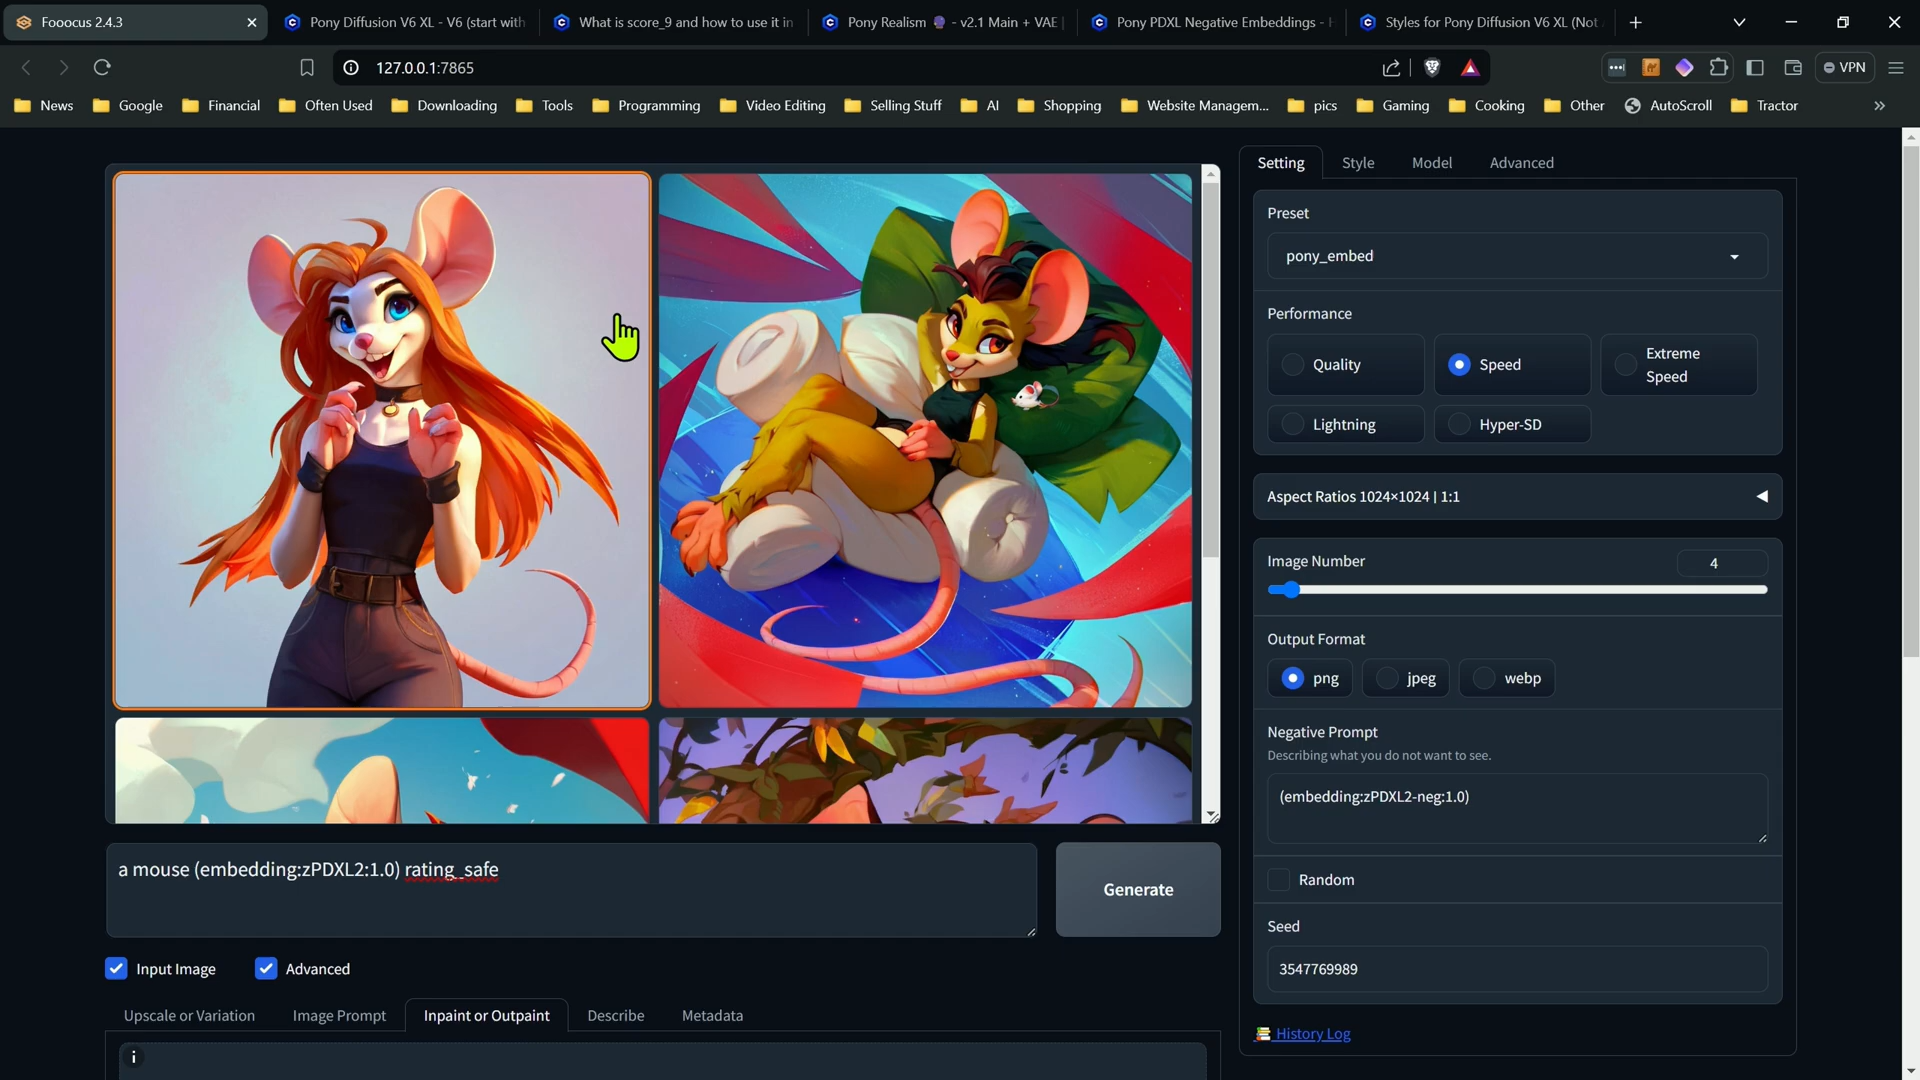 Fooocus 2.4.3
Pony Diffusion V6 XL - V6 (start with
What is score_9 and how to use it in
Pony Realism 🔮 - v2.1 Main + VAE |
Pony PDXL Negative Embeddings - H
Styles for Pony Diffusion V6 XL (Not
127.0.0.1:7865
VPN
News
Google
Financial
Often Used
Downloading
Tools
Programming
Video Editing
Selling Stuff
AI
Shopping
Website Managem...
pics
Gaming
Cooking
Other
AutoScroll
Tractor
Setting
Style
Model
Advanced
Preset
pony_embed
Performance
Quality
Speed
Extreme
Speed
Lightning
Hyper-SD
Aspect Ratios 1024×1024 | 1:1
Image Number
4
Output Format
png
jpeg
webp
Negative Prompt
Describing what you do not want to see.
(embedding:zPDXL2-neg:1.0)
a mouse (embedding:zPDXL2:1.0) rating_safe
Generate
Random
Seed
3547769989
Input Image
Advanced
Upscale or Variation
Image Prompt
Inpaint or Outpaint
Describe
Metadata
📚 History Log